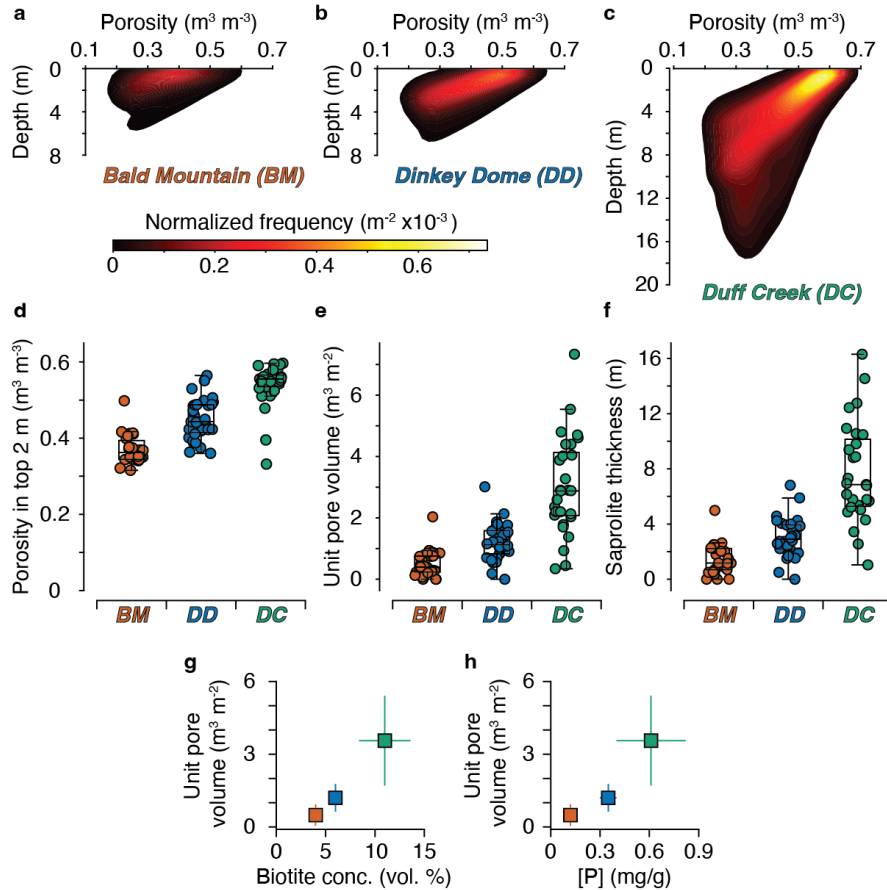 a
b
c
Porosity (m³ m⁻³)
Porosity (m³ m⁻³)
Porosity (m³ m⁻³)
0.1 0.3 0.5 0.7
0.1 0.3 0.5 0.7
0.1 0.3 0.5 0.7
Depth (m)
0
4
8
Bald Mountain (BM)
Depth (m)
0
4
8
Dinkey Dome (DD)
Depth (m)
0
4
8
12
16
20
Duff Creek (DC)
Normalized frequency (m⁻² x10⁻³)
0 0.2 0.4 0.6
d
Porosity in top 2 m (m³ m⁻³)
0.6
0.4
0.2
0
BM DD DC
e
Unit pore volume (m³ m⁻²)
6
4
2
0
BM DD DC
f
Saprolite thickness (m)
16
12
8
4
0
BM DD DC
g
Unit pore
volume (m³ m⁻²)
6
3
0
0 5 10 15
Biotite conc. (vol. %)
h
Unit pore
volume (m³ m⁻²)
6
3
0
0 0.3 0.6 0.9
[P] (mg/g)